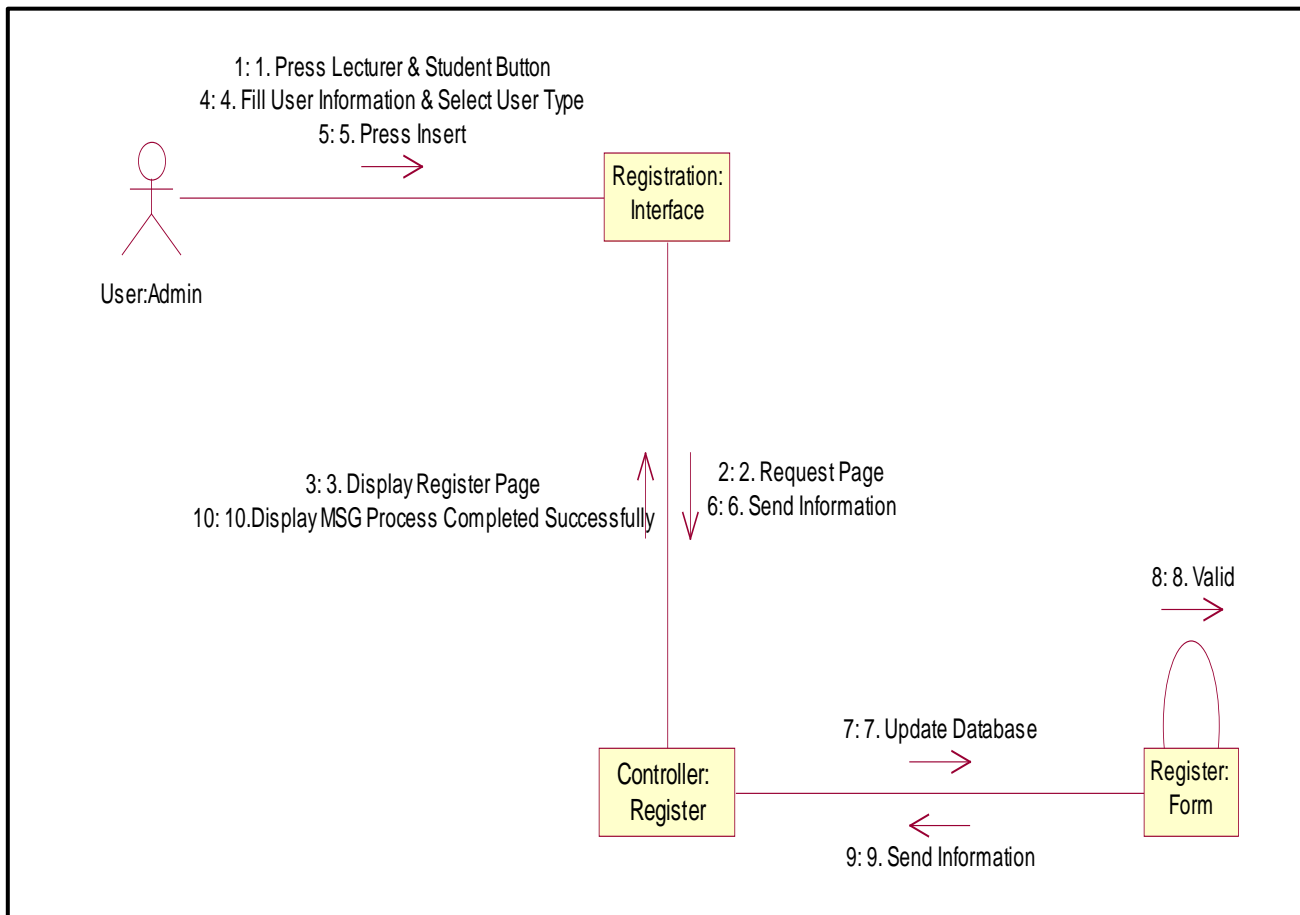 1: 1. Press Lecturer & Student Button
4: 4. Fill User Information & Select User Type
5: 5. Press Insert
Registration:
Interface
User:Admin
3: 3. Display Register Page
10: 10.Display MSG Process Completed Successfully
2: 2. Request Page
6: 6. Send Information
8: 8. Valid
7: 7. Update Database
Controller:
Register
Register:
Form
9: 9. Send Information